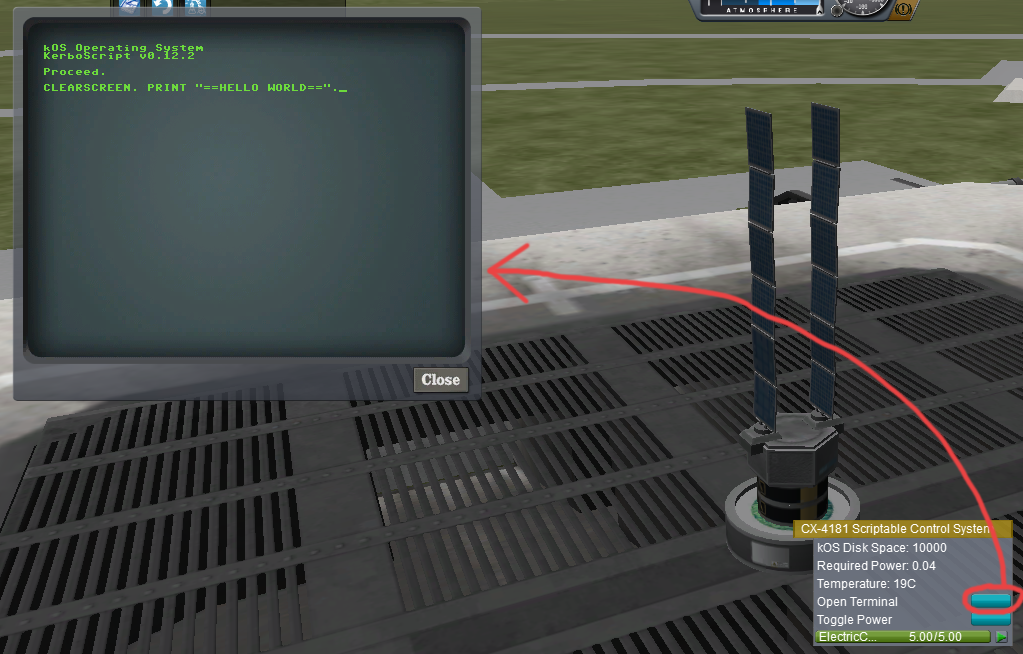 kOS Operating System
KerboScript v0.12.2
Proceed.
CLEARSCREEN. PRINT "==HELLO WORLD=="._
Close
ATMOSPHERE
-100
CX-4181 Scriptable Control System
kOS Disk Space: 10000
Required Power: 0.04
Temperature: 19C
Open Terminal
Toggle Power
ElectricC... 5.00/5.00